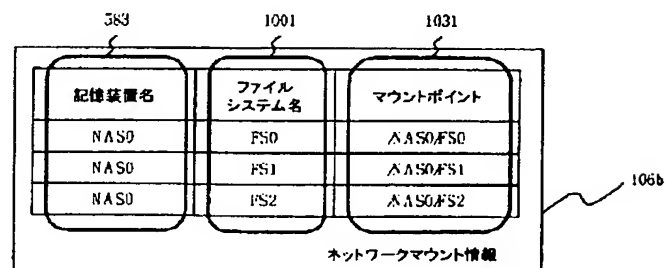 583 1001 1031
記憶装置名 ファイルシステム名 マウントポイント
NAS0 FS0 /NAS0/FS0
NAS0 FS1 /NAS0/FS1
NAS0 FS2 /NAS0/FS2
106b
ネットワークマウント情報